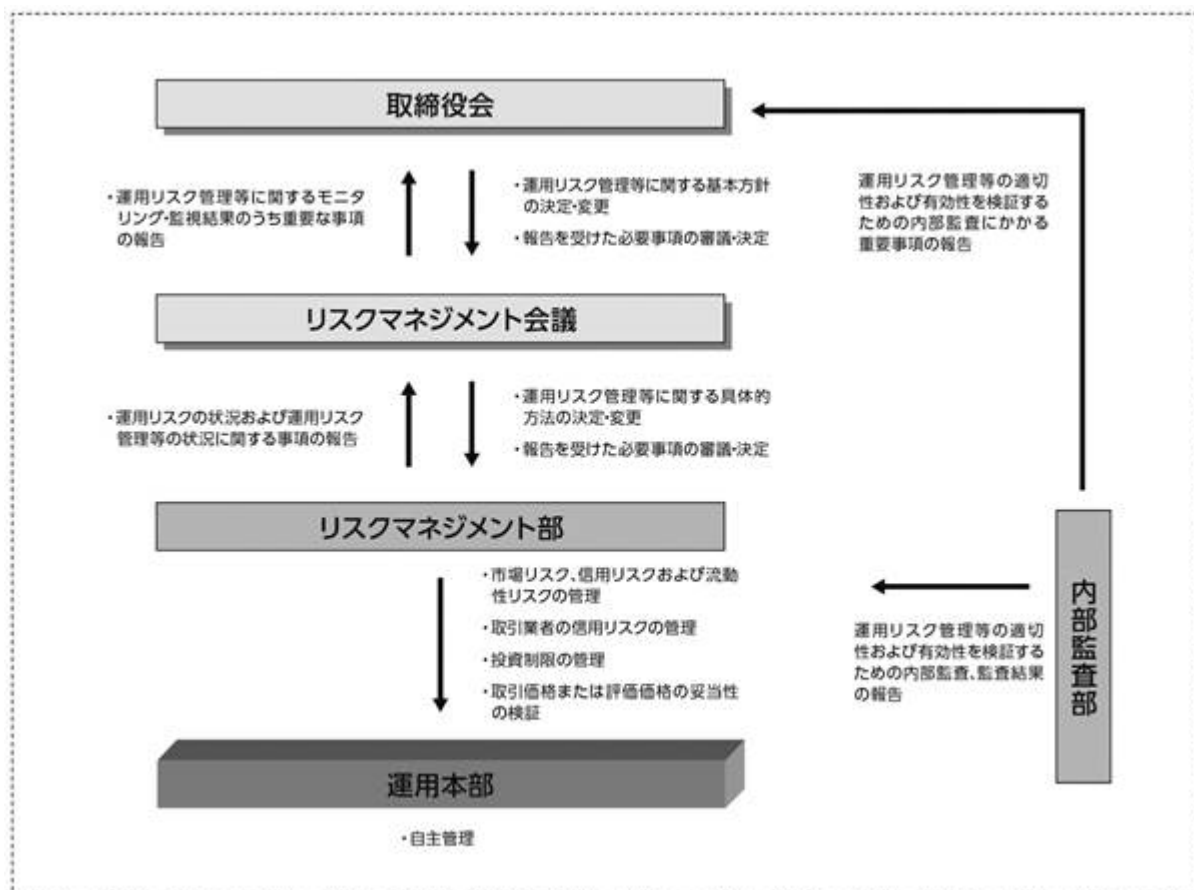 取締役会
・運用リスク管理等に関するモニタ
リング・監視結果のうち重要な事項
の報告
・運用リスク管理等に関する基本方針
の決定・変更
・報告を受けた必要事項の審議・決定
運用リスク管理等の適切
性および有効性を検証する
ための内部監査にかかる
重要事項の報告
リスクマネジメント会議
・運用リスクの状況および運用リスク
管理等の状況に関する事項の報告
・運用リスク管理等に関する具体的
方法の決定・変更
・報告を受けた必要事項の審議・決定
リスクマネジメント部
・市場リスク、信用リスクおよび流動
性リスクの管理
・取引業者の信用リスクの管理
・投資制限の管理
・取引価格または評価価格の妥当性
の検証
運用リスク管理等の適切
性および有効性を検証する
ための内部監査、監査結果
の報告
内部監査部
運用本部
・自主管理